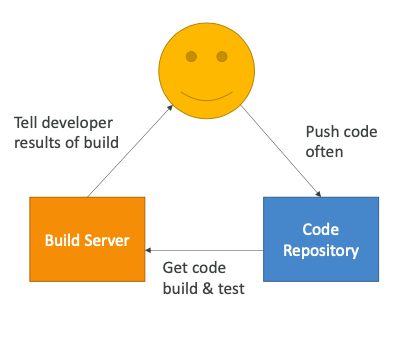 Tell developer
results of build
Push code
often
Build Server
Code
Repository
Get code
build & test